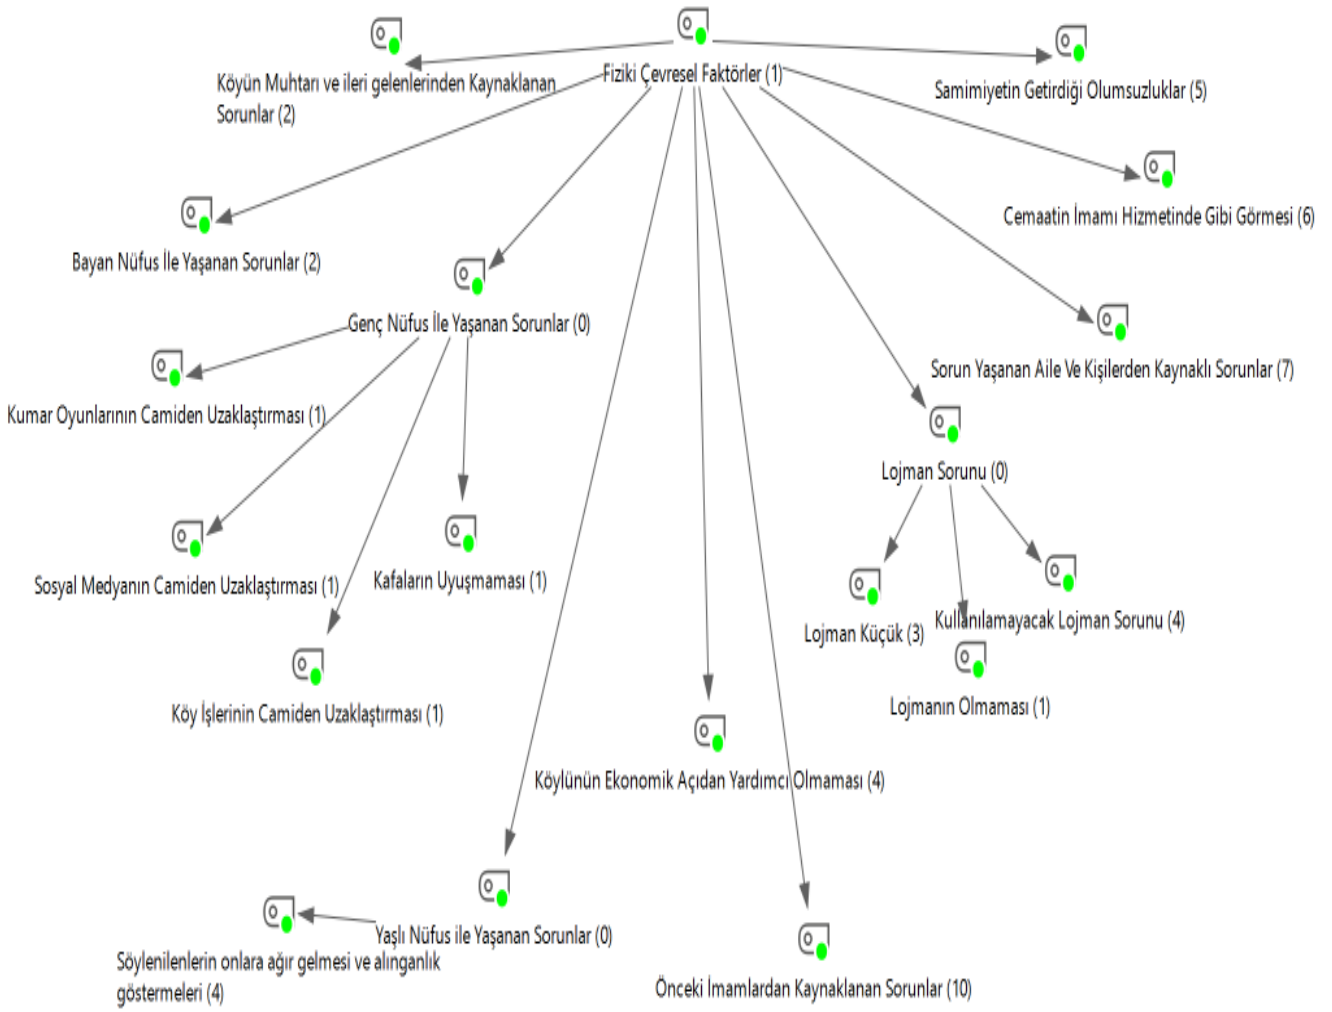 Fiziki Çevresel Faktörler (1)
Köyün Muhtarı ve ileri gelenlerinden Kaynaklanan
Sorunlar (2)
Samimiyetin Getirdiği Olumsuzluklar (5)
Cemaatin İmamı Hizmetinde Gibi Görmesi (6)
Bayan Nüfus İle Yaşanan Sorunlar (2)
Genç Nüfus İle Yaşanan Sorunlar (0)
Sorun Yaşanan Aile Ve Kişilerden Kaynaklı Sorunlar (7)
Kumar Oyunlarının Camiden Uzaklaştırması (1)
Lojman Sorunu (0)
Sosyal Medyanın Camiden Uzaklaştırması (1)
Kafaların Uyuşmaması (1)
Lojman Küçük (3)
Kullanılamayacak Lojman Sorunu (4)
Lojmanın Olmaması (1)
Köy İşlerinin Camiden Uzaklaştırması (1)
Köylünün Ekonomik Açıdan Yardımcı Olmaması (4)
Yaşlı Nüfus ile Yaşanan Sorunlar (0)
Söylenilenlerin onlara ağır gelmesi ve alınganlık
göstermeleri (4)
Önceki İmamlardan Kaynaklanan Sorunlar (10)